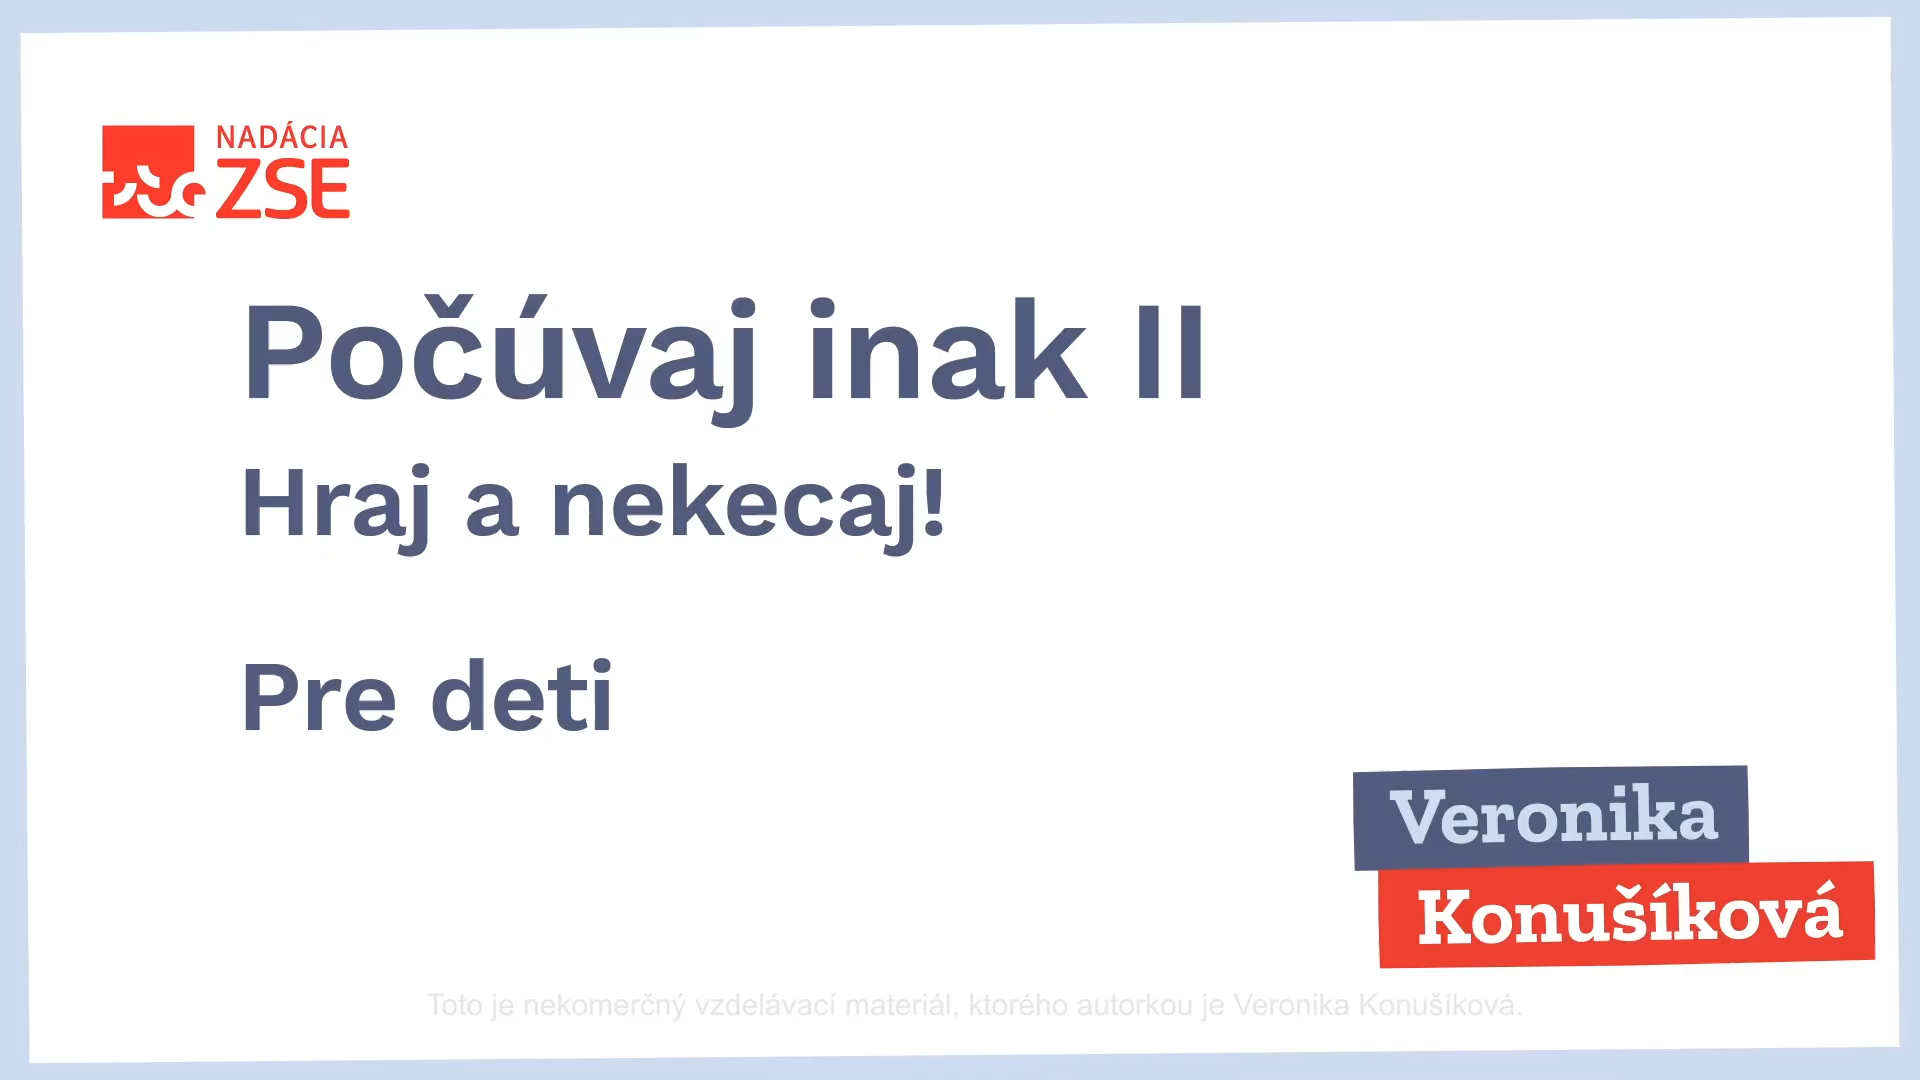 NADÁCIA
ZSE
Počúvaj inak II
Hraj a nekecaj!
Pre deti
Veronika
Konušíková
Toto je nekomerčný vzdelávací materiál, ktorého autorkou je Veronika Konušíková.